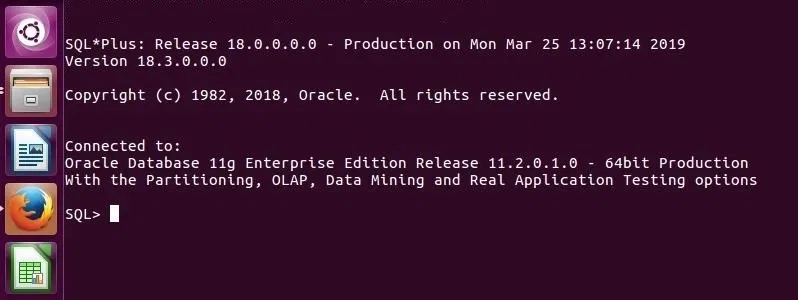 SQL*Plus: Release 18.0.0.0.0 - Production on Mon Mar 25 13:07:14 2019
Version 18.3.0.0.0
Copyright (c) 1982, 2018, Oracle.  All rights reserved.
Connected to:
Oracle Database 11g Enterprise Edition Release 11.2.0.1.0 - 64bit Production
With the Partitioning, OLAP, Data Mining and Real Application Testing options
SQL>